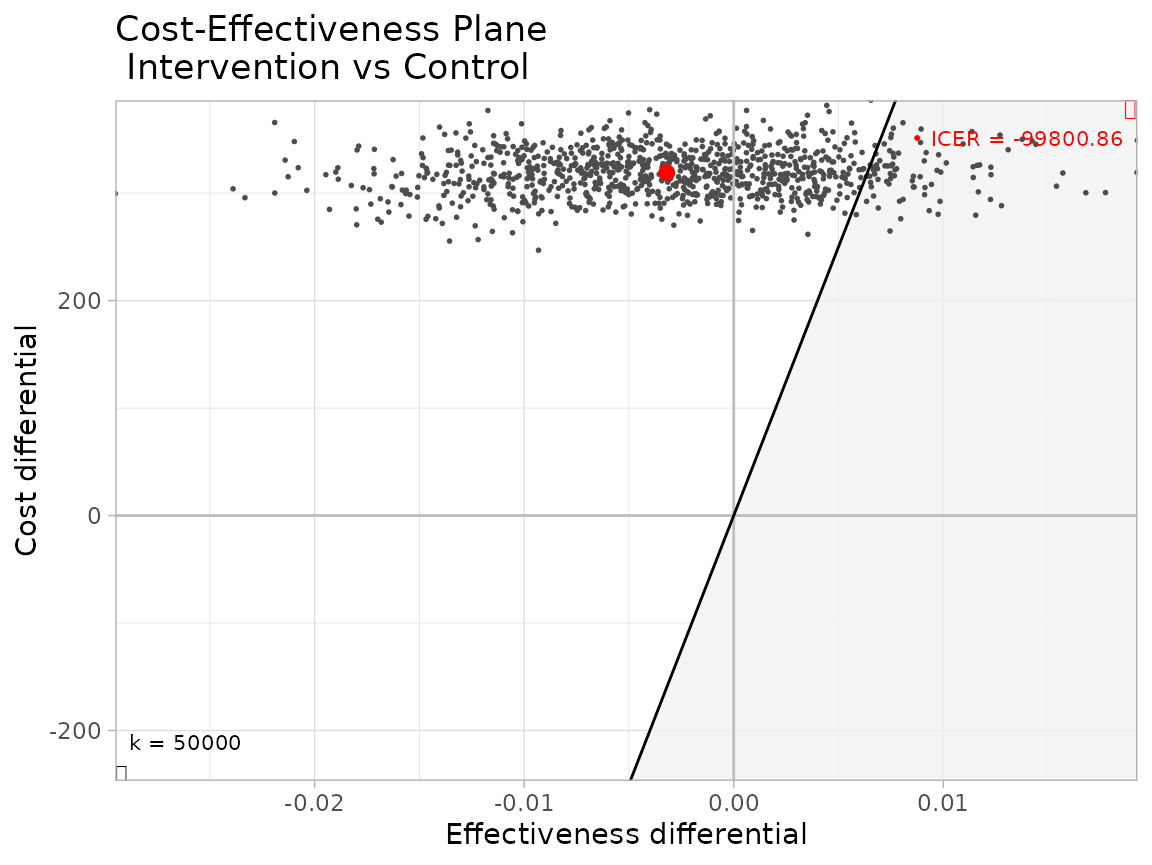 Cost-Effectiveness Plane
Intervention vs Control
ICER = -99800.86
200
0
-200
k = 50000
-0.02
-0.01
0.00
0.01
Effectiveness differential
Cost differential